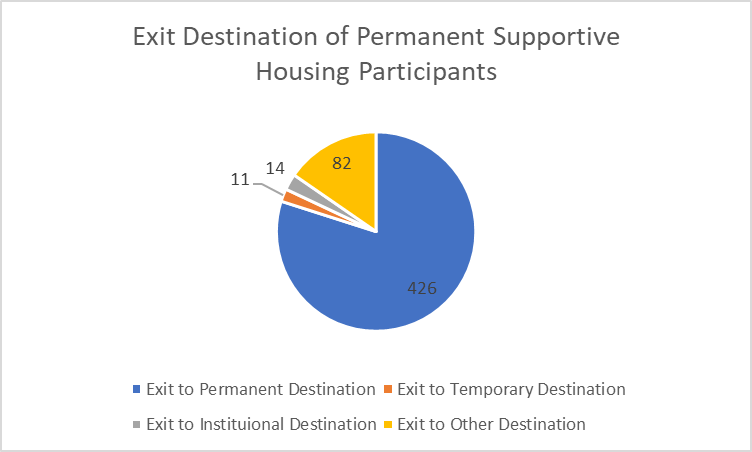 Exit Destination of Permanent Supportive
Housing Participants
82
14
11
426
Exit to Permanent Destination
Exit to Temporary Destination
Exit to Instituional Destination
Exit to Other Destination